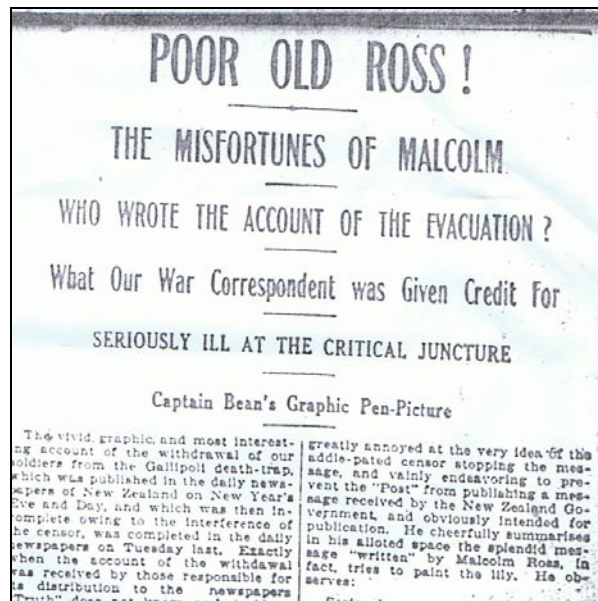 POOR OLD ROSS!
THE MISFORTUNES OF MALCOLM
WHO WROTE THE ACCOUNT OF THE EVACUATION?
What Our War Correspondent was Given Credit For
SERIOUSLY ILL AT THE CRITICAL JUNCTURE
Captain Bean's Graphic Pen-Picture
The vivid, graphic, and most interest-
ng account of the withdrawal of our
soldiers from the Gallipoli death-trap,
which was published in the daily news-
papers of New Zealand on New Year's
Eve and Day, and which was then in-
complete owing to the interference of
the censor, was completed in the daily
newspapers on Tuesday last. Exactly
when the account of the withdawal
was received by those responsible for
its distribution to the newspapers
"Truth" does not know
greatly annoyed at the very idea of the
addle-pated censor stopping the mes-
sage, and vainly endeavoring to pre-
vent the "Post" from publishing a mes-
sage received by the New Zealand Go-
vernment, and obviously intended for
publication. He cheerfully summarises
in his alloted space the splendid mes-
sage "written" by Malcolm Ross, in
fact, tries to paint the lily. He ob-
serves: